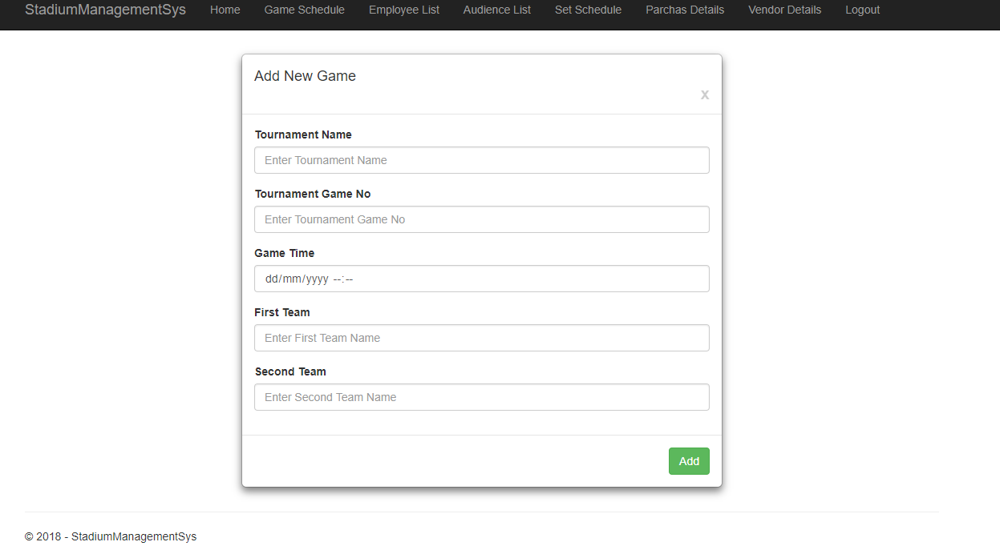 StadiumManagementSys Home Game Schedule Employee List Audience List Set Schedule Parchas Details Vendor Details Logout
Add New Game
x
Tournament Name
Enter Tournament Name
Tournament Game No
Enter Tournament Game No
Game Time
dd/mm/yyyy --:--
First Team
Enter First Team Name
Second Team
Enter Second Team Name
Add
© 2018 - StadiumManagementSys